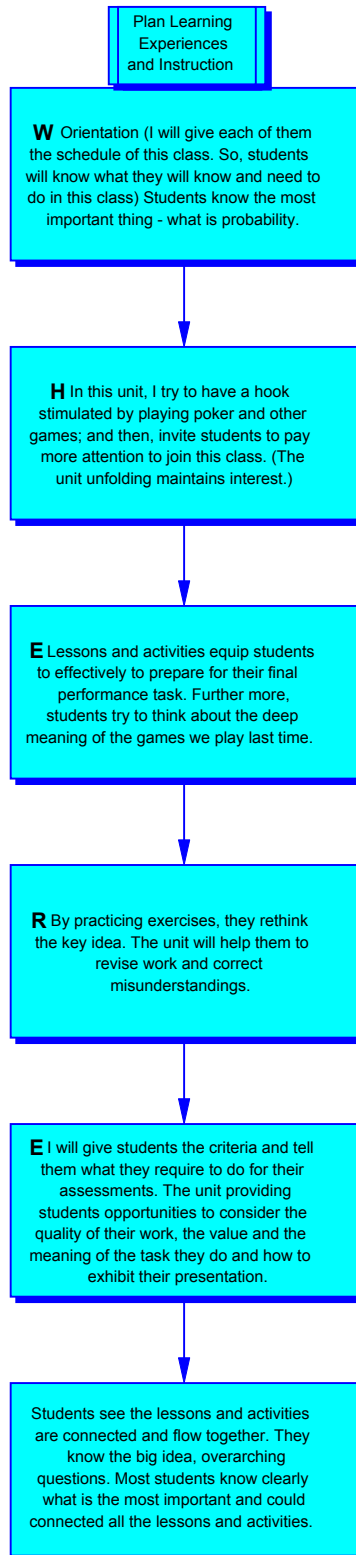 Plan Learning
Experiences
and Instruction
W Orientation (I will give each of them
the schedule of this class. So, students
will know what they will know and need to
do in this class) Students know the most
important thing - what is probability.
H In this unit, I try to have a hook
stimulated by playing poker and other
games; and then, invite students to pay
more attention to join this class. (The
unit unfolding maintains interest.)
E Lessons and activities equip students
to effectively to prepare for their final
performance task. Further more,
students try to think about the deep
meaning of the games we play last time.
R By practicing exercises, they rethink
the key idea. The unit will help them to
revise work and correct
misunderstandings.
E I will give students the criteria and tell
them what they require to do for their
assessments. The unit providing
students opportunities to consider the
quality of their work, the value and the
meaning of the task they do and how to
exhibit their presentation.
Students see the lessons and activities
are connected and flow together. They
know the big idea, overarching
questions. Most students know clearly
what is the most important and could
connected all the lessons and activities.